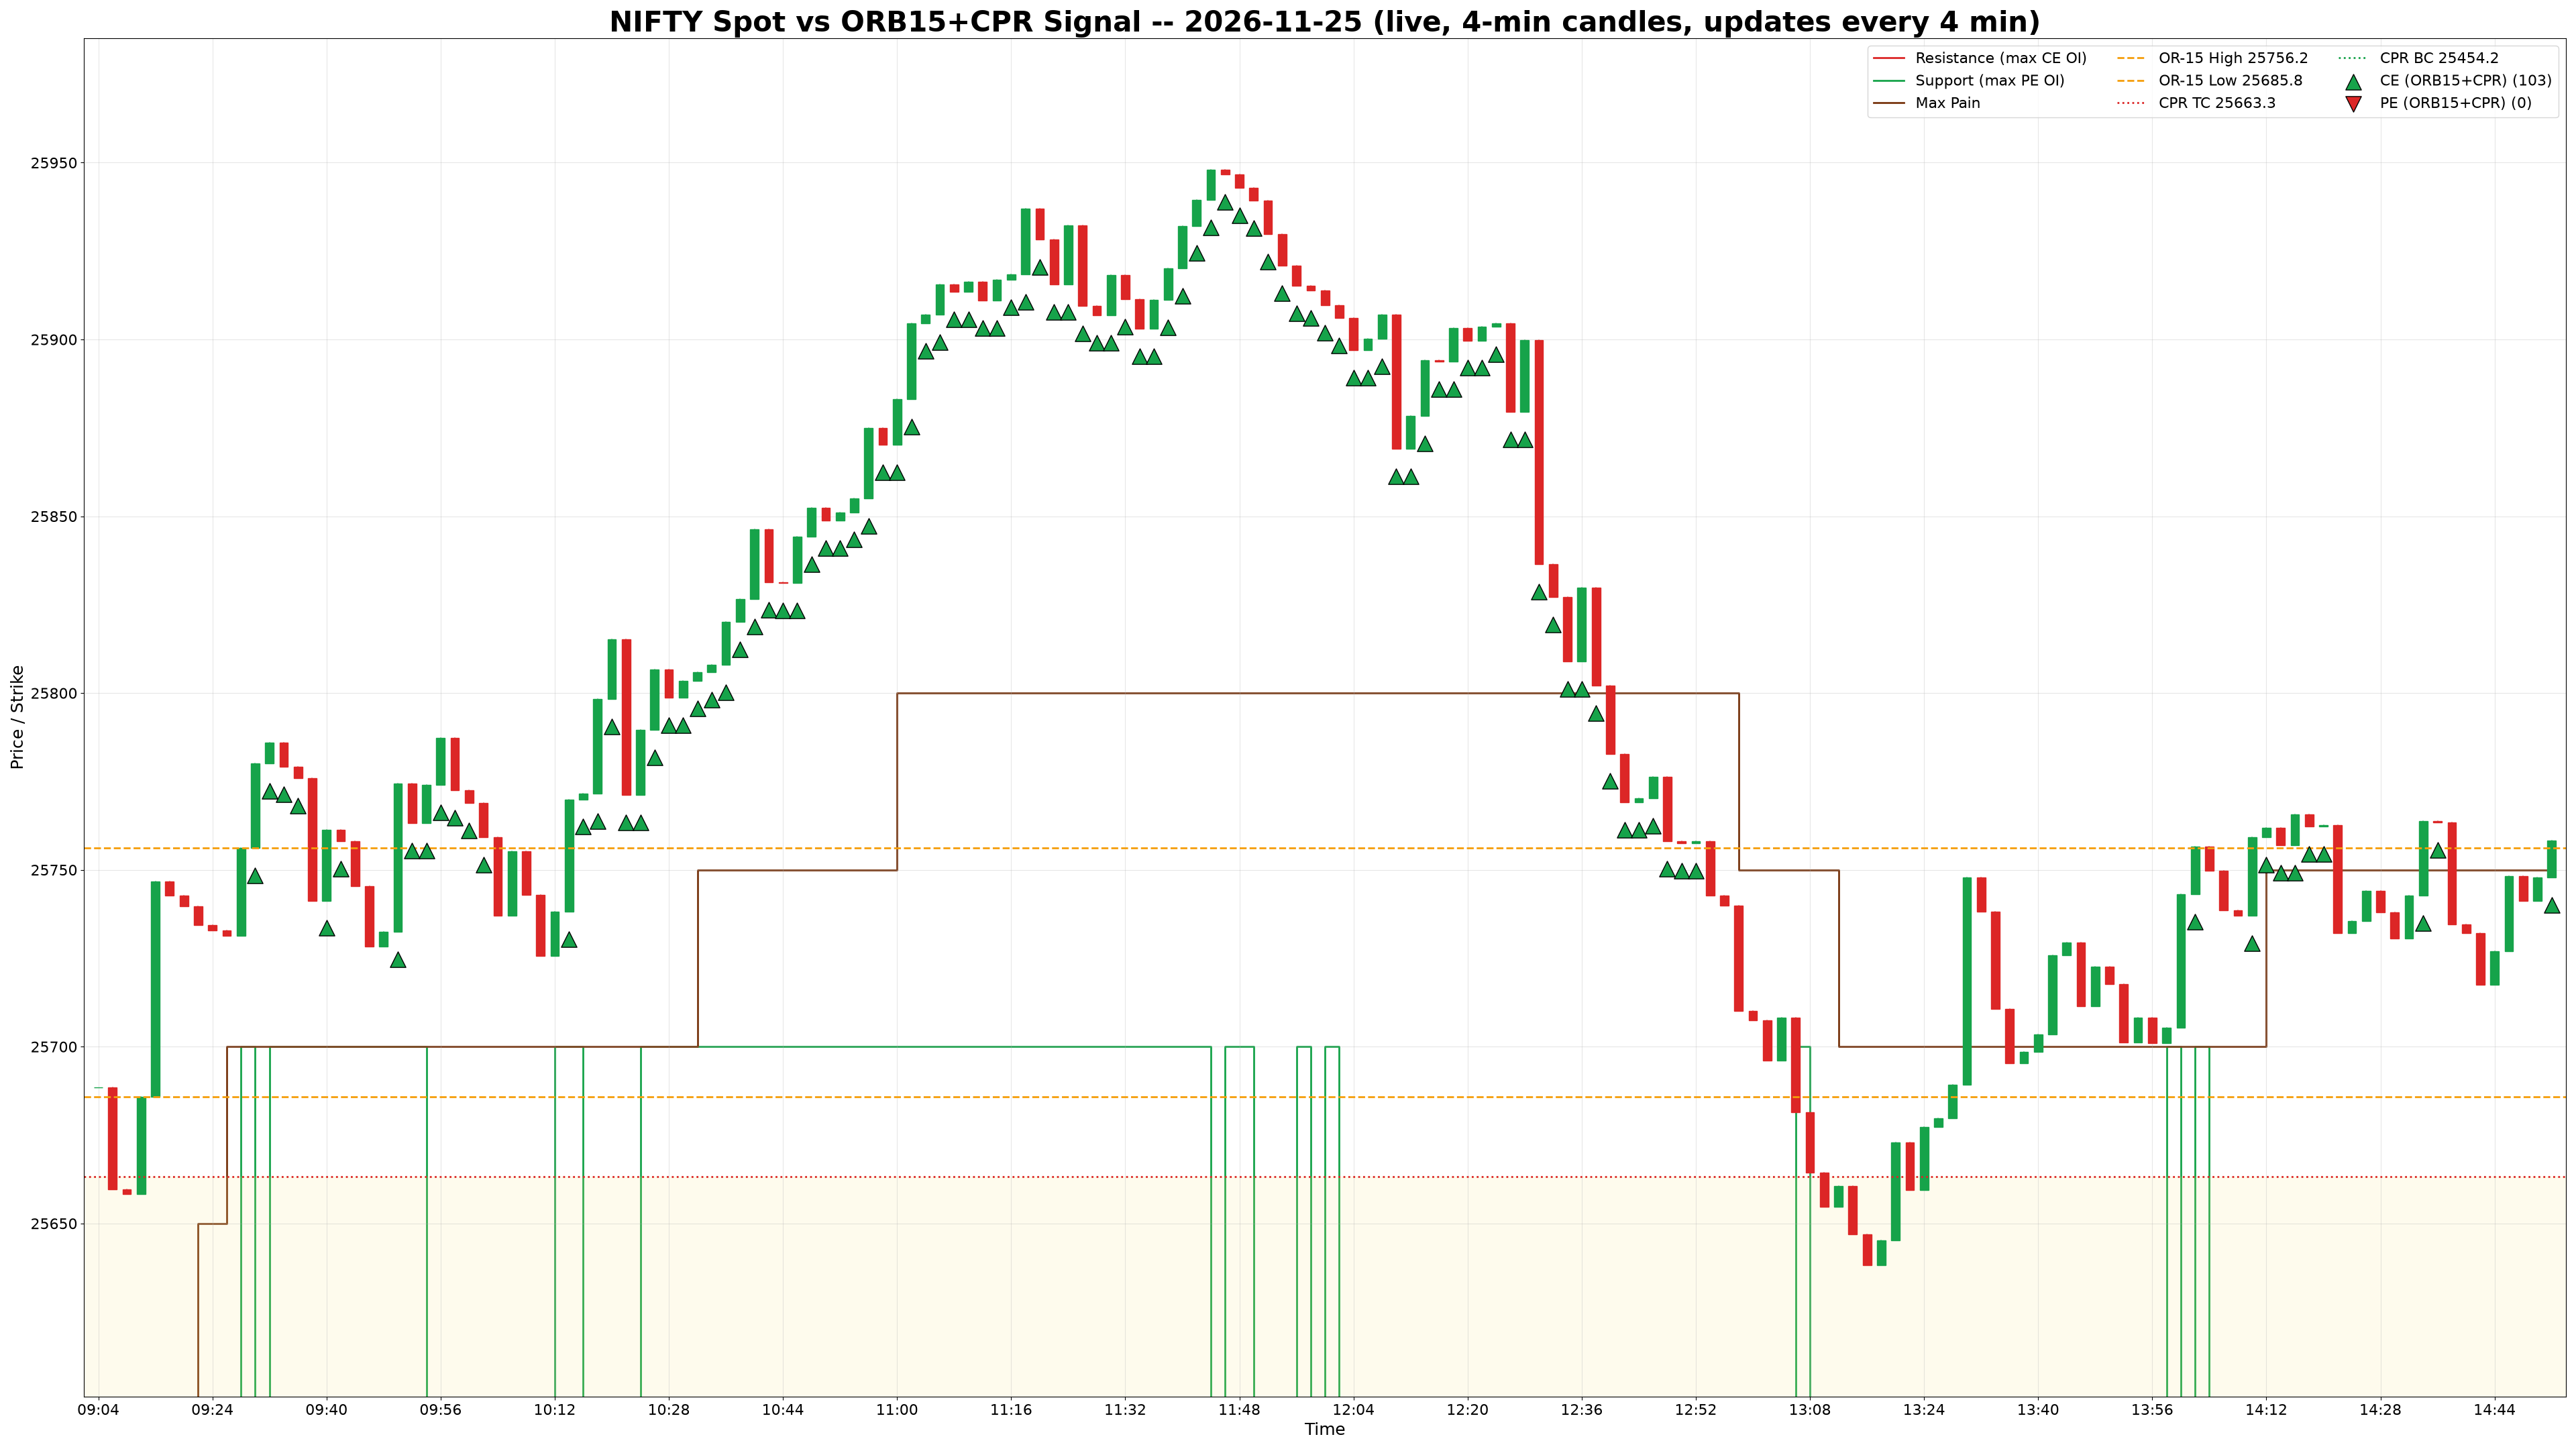 NIFTY Spot vs ORB15+CPR Signal -- 2026-11-25 (live, 4-min candles, updates every 4 min)
Resistance (max CE OI)
Support (max PE OI)
Max Pain
OR-15 High 25756.2
OR-15 Low 25685.8
CPR TC 25663.3
CPR BC 25454.2
CE (ORB15+CPR) (103)
PE (ORB15+CPR) (0)
Price / Strike
25950
25900
25850
25800
25750
25700
25650
09:04 09:24 09:40 09:56 10:12 10:28 10:44 11:00 11:16 11:32 11:48 12:04 12:20 12:36 12:52 13:08 13:24 13:40 13:56 14:12 14:28 14:44
Time